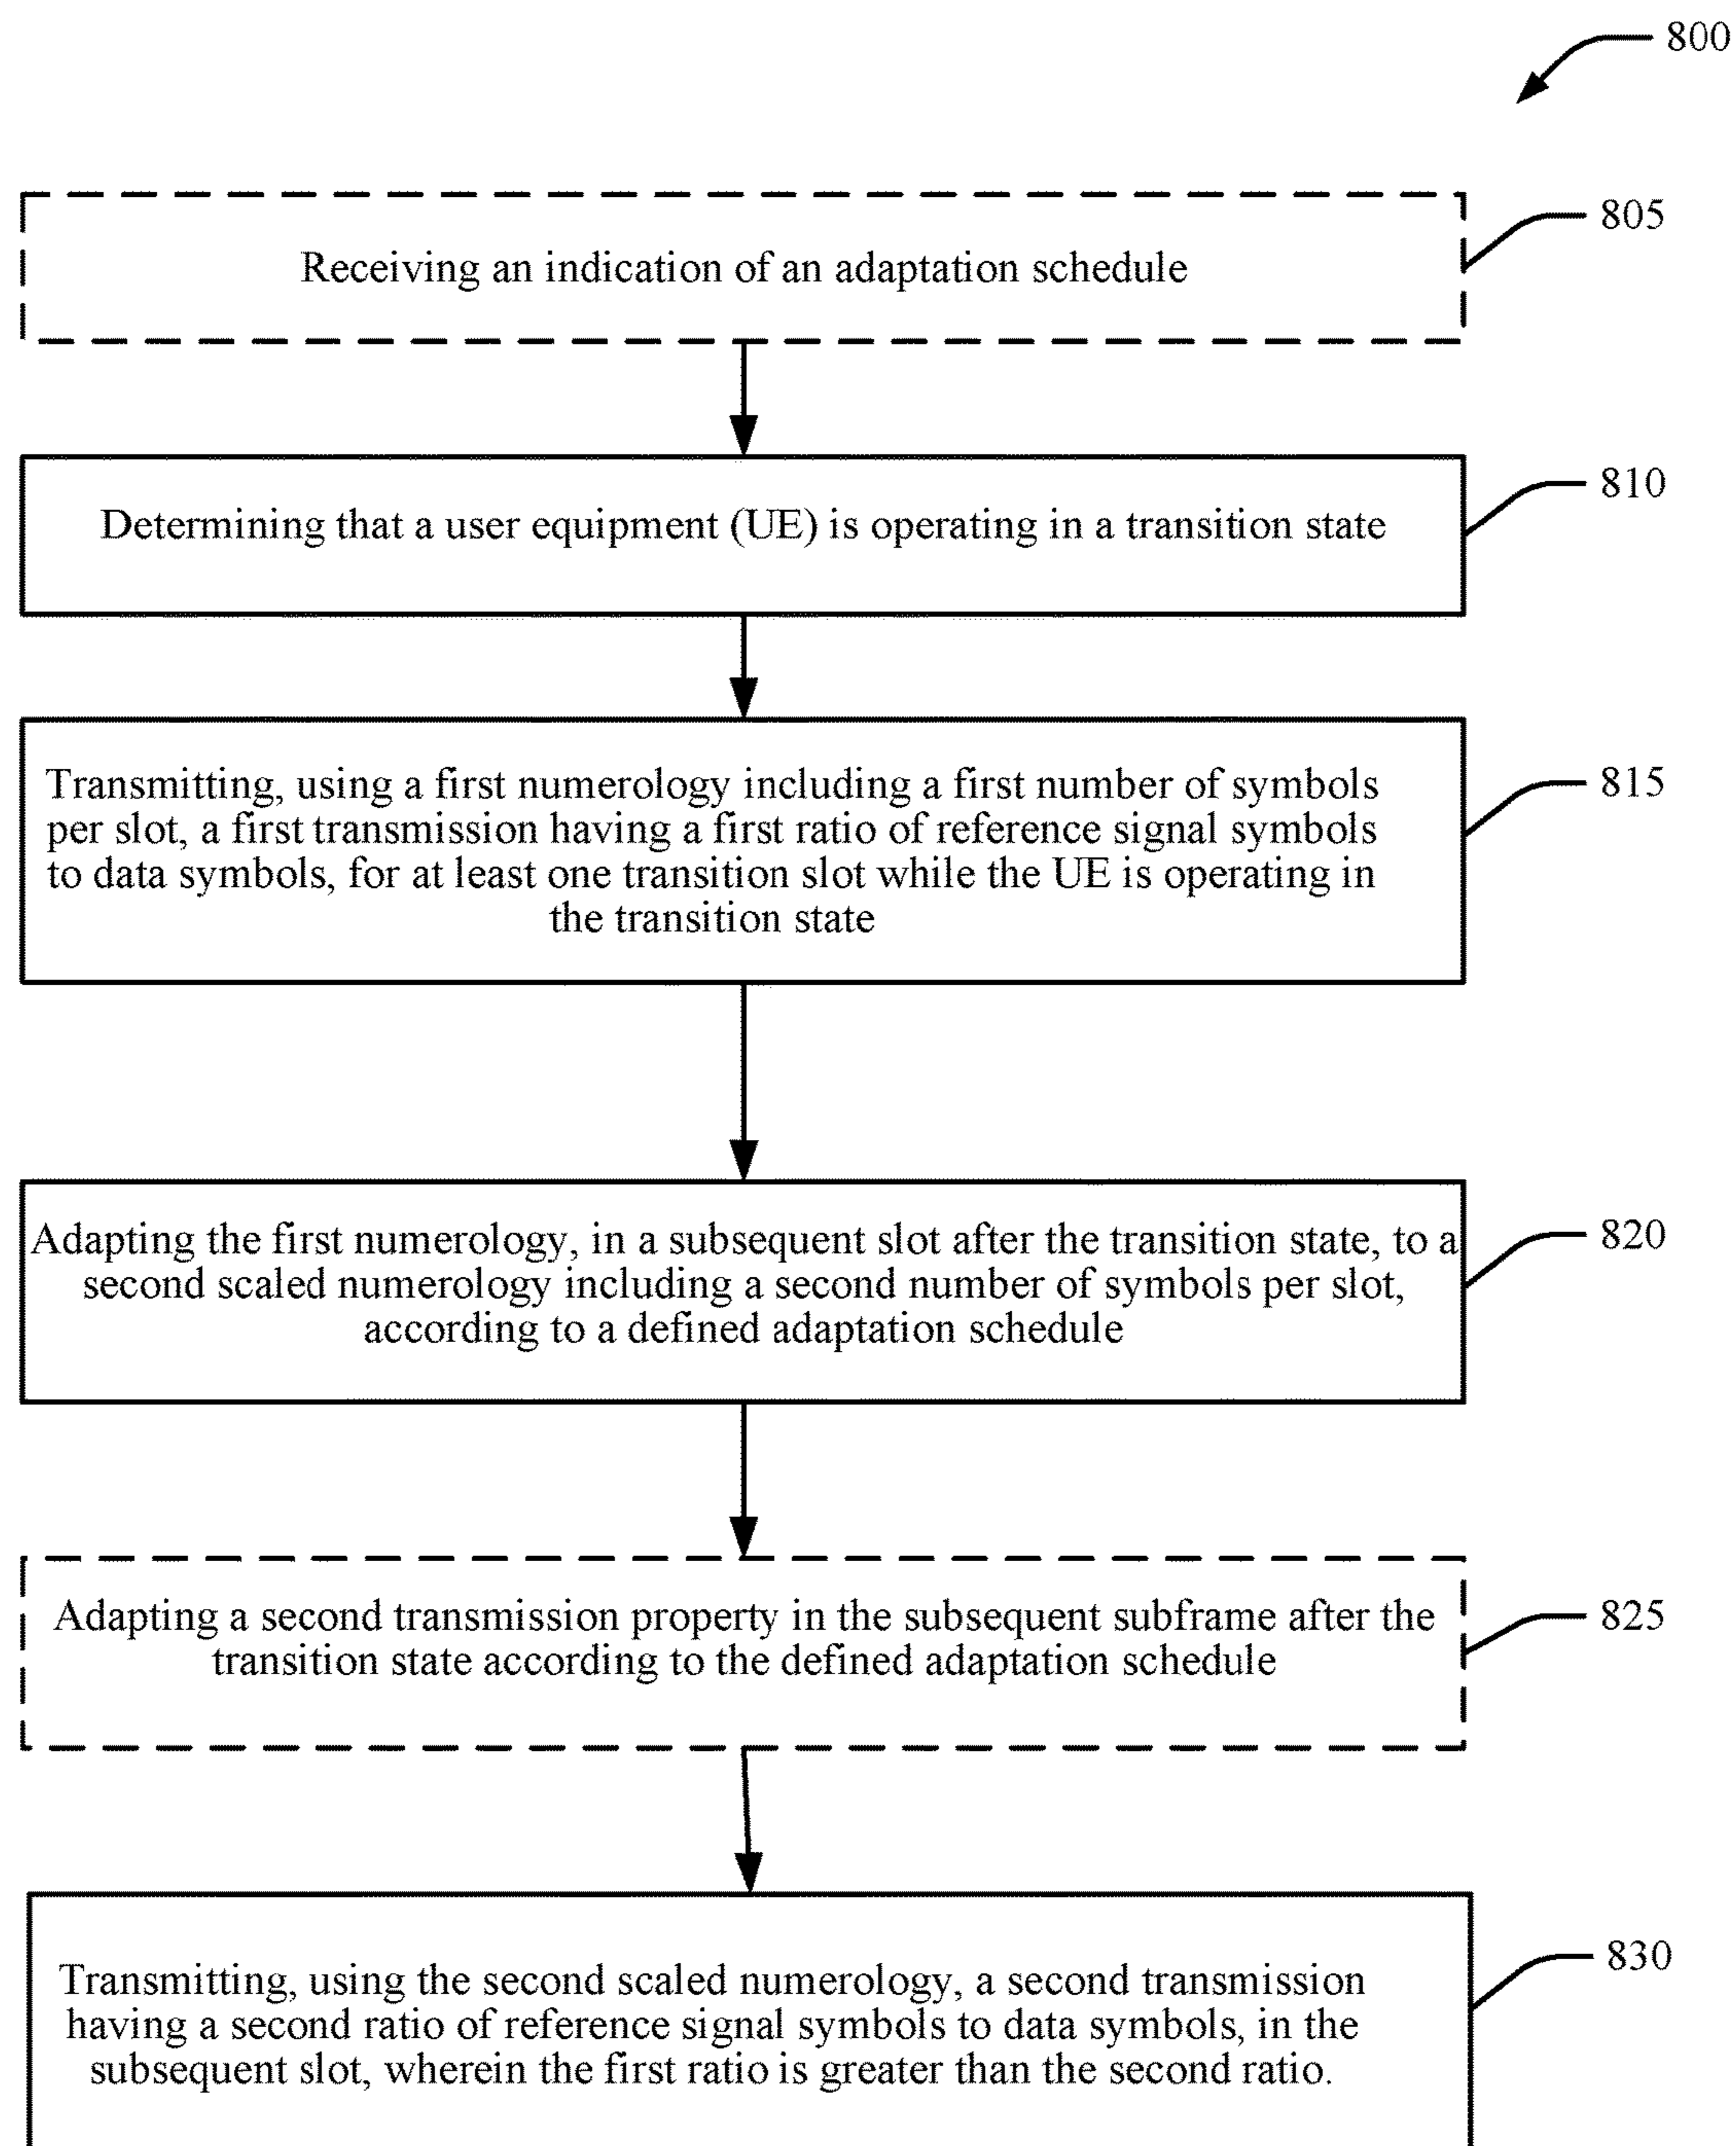 800
805
Receiving an indication of an adaptation schedule
810
Determining that a user equipment (UE) is operating in a transition state
815
Transmitting, using a first numerology including a first number of symbols
per slot, a first transmission having a first ratio of reference signal symbols
to data symbols, for at least one transition slot while the UE is operating in
the transition state
820
Adapting the first numerology, in a subsequent slot after the transition state, to a
second scaled numerology including a second number of symbols per slot,
according to a defined adaptation schedule
825
Adapting a second transmission property in the subsequent subframe after the
transition state according to the defined adaptation schedule
830
Transmitting, using the second scaled numerology, a second transmission
having a second ratio of reference signal symbols to data symbols, in the
subsequent slot, wherein the first ratio is greater than the second ratio.